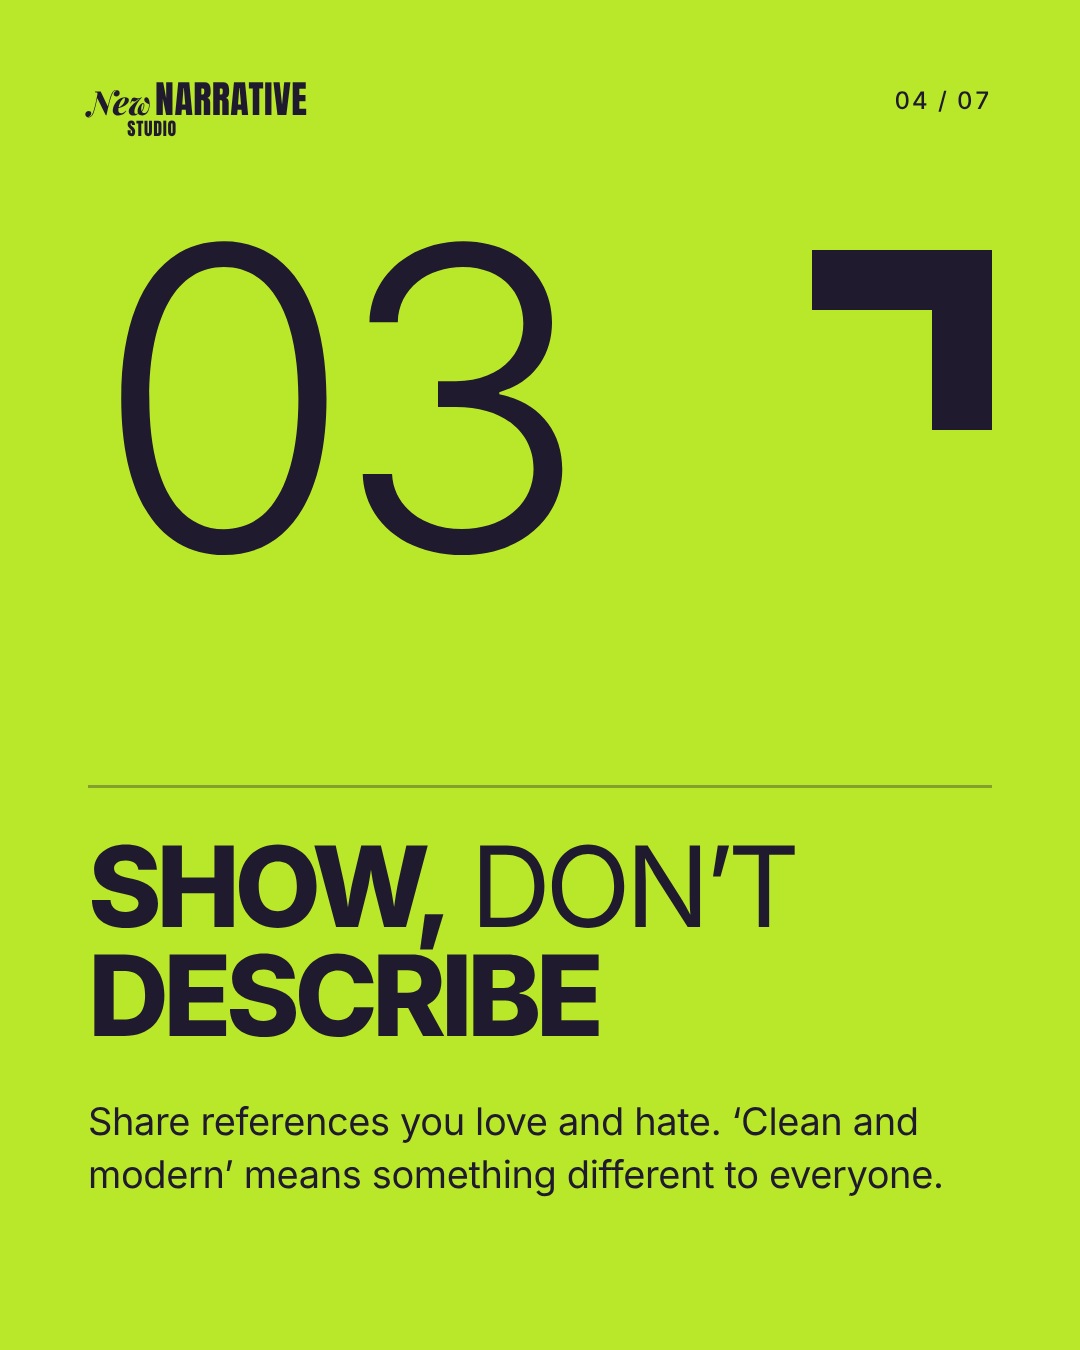 New NARRATIVE
STUDIO
04 / 07
03
SHOW, DON’T
DESCRIBE
Share references you love and hate. ‘Clean and
modern’ means something different to everyone.